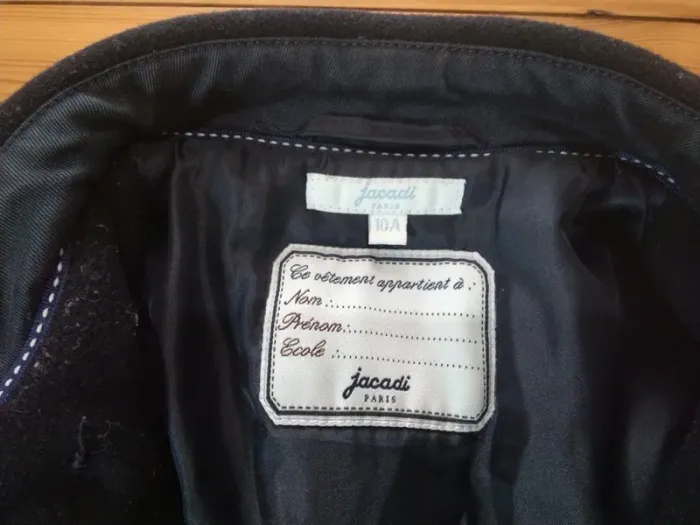 jacadi
PARIS
10A
Ce vêtement appartient à :
Nom :
Prénom:
Ecole :
jacadi
PARIS